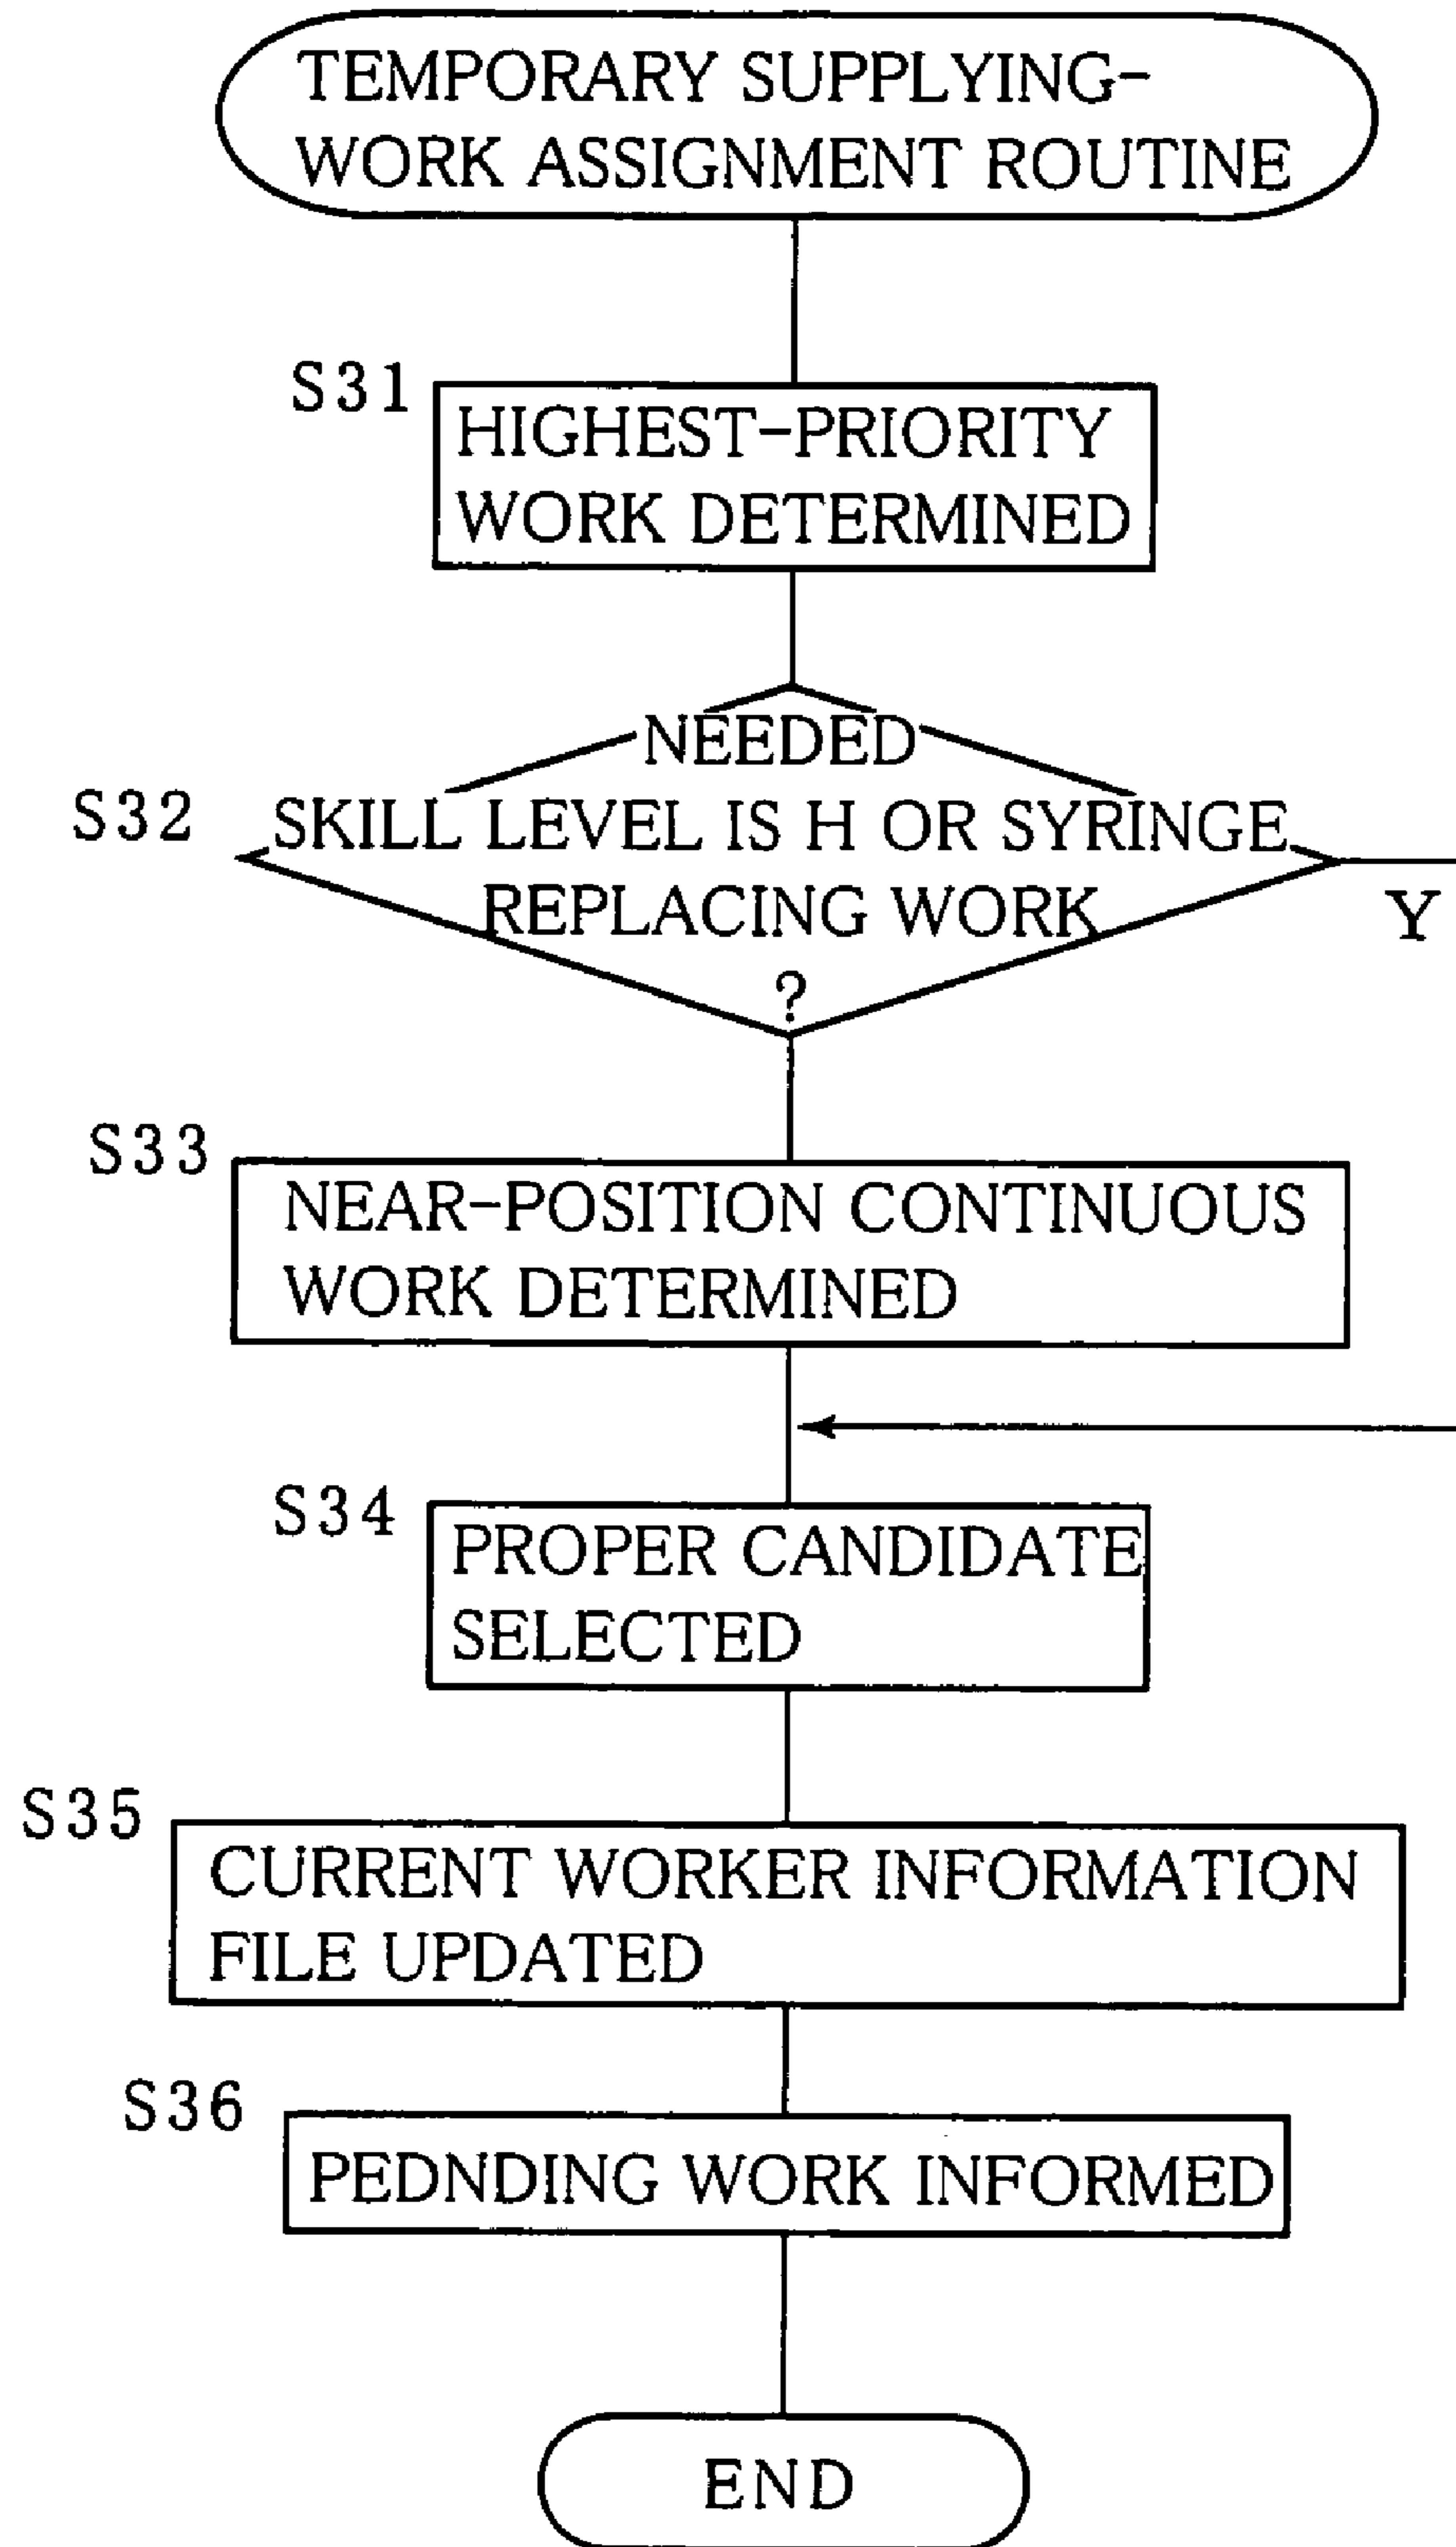 TEMPORARY SUPPLYING-
WORK ASSIGNMENT ROUTINE
S31
HIGHEST-PRIORITY
WORK DETERMINED
NEEDED
S32
SKILL LEVEL IS H OR SYRINGE
REPLACING WORK
Y
?
S33
NEAR-POSITION CONTINUOUS
WORK DETERMINED
S34
PROPER CANDIDATE
SELECTED
S35
CURRENT WORKER INFORMATION
FILE UPDATED
S36
PEDNDING WORK INFORMED
END